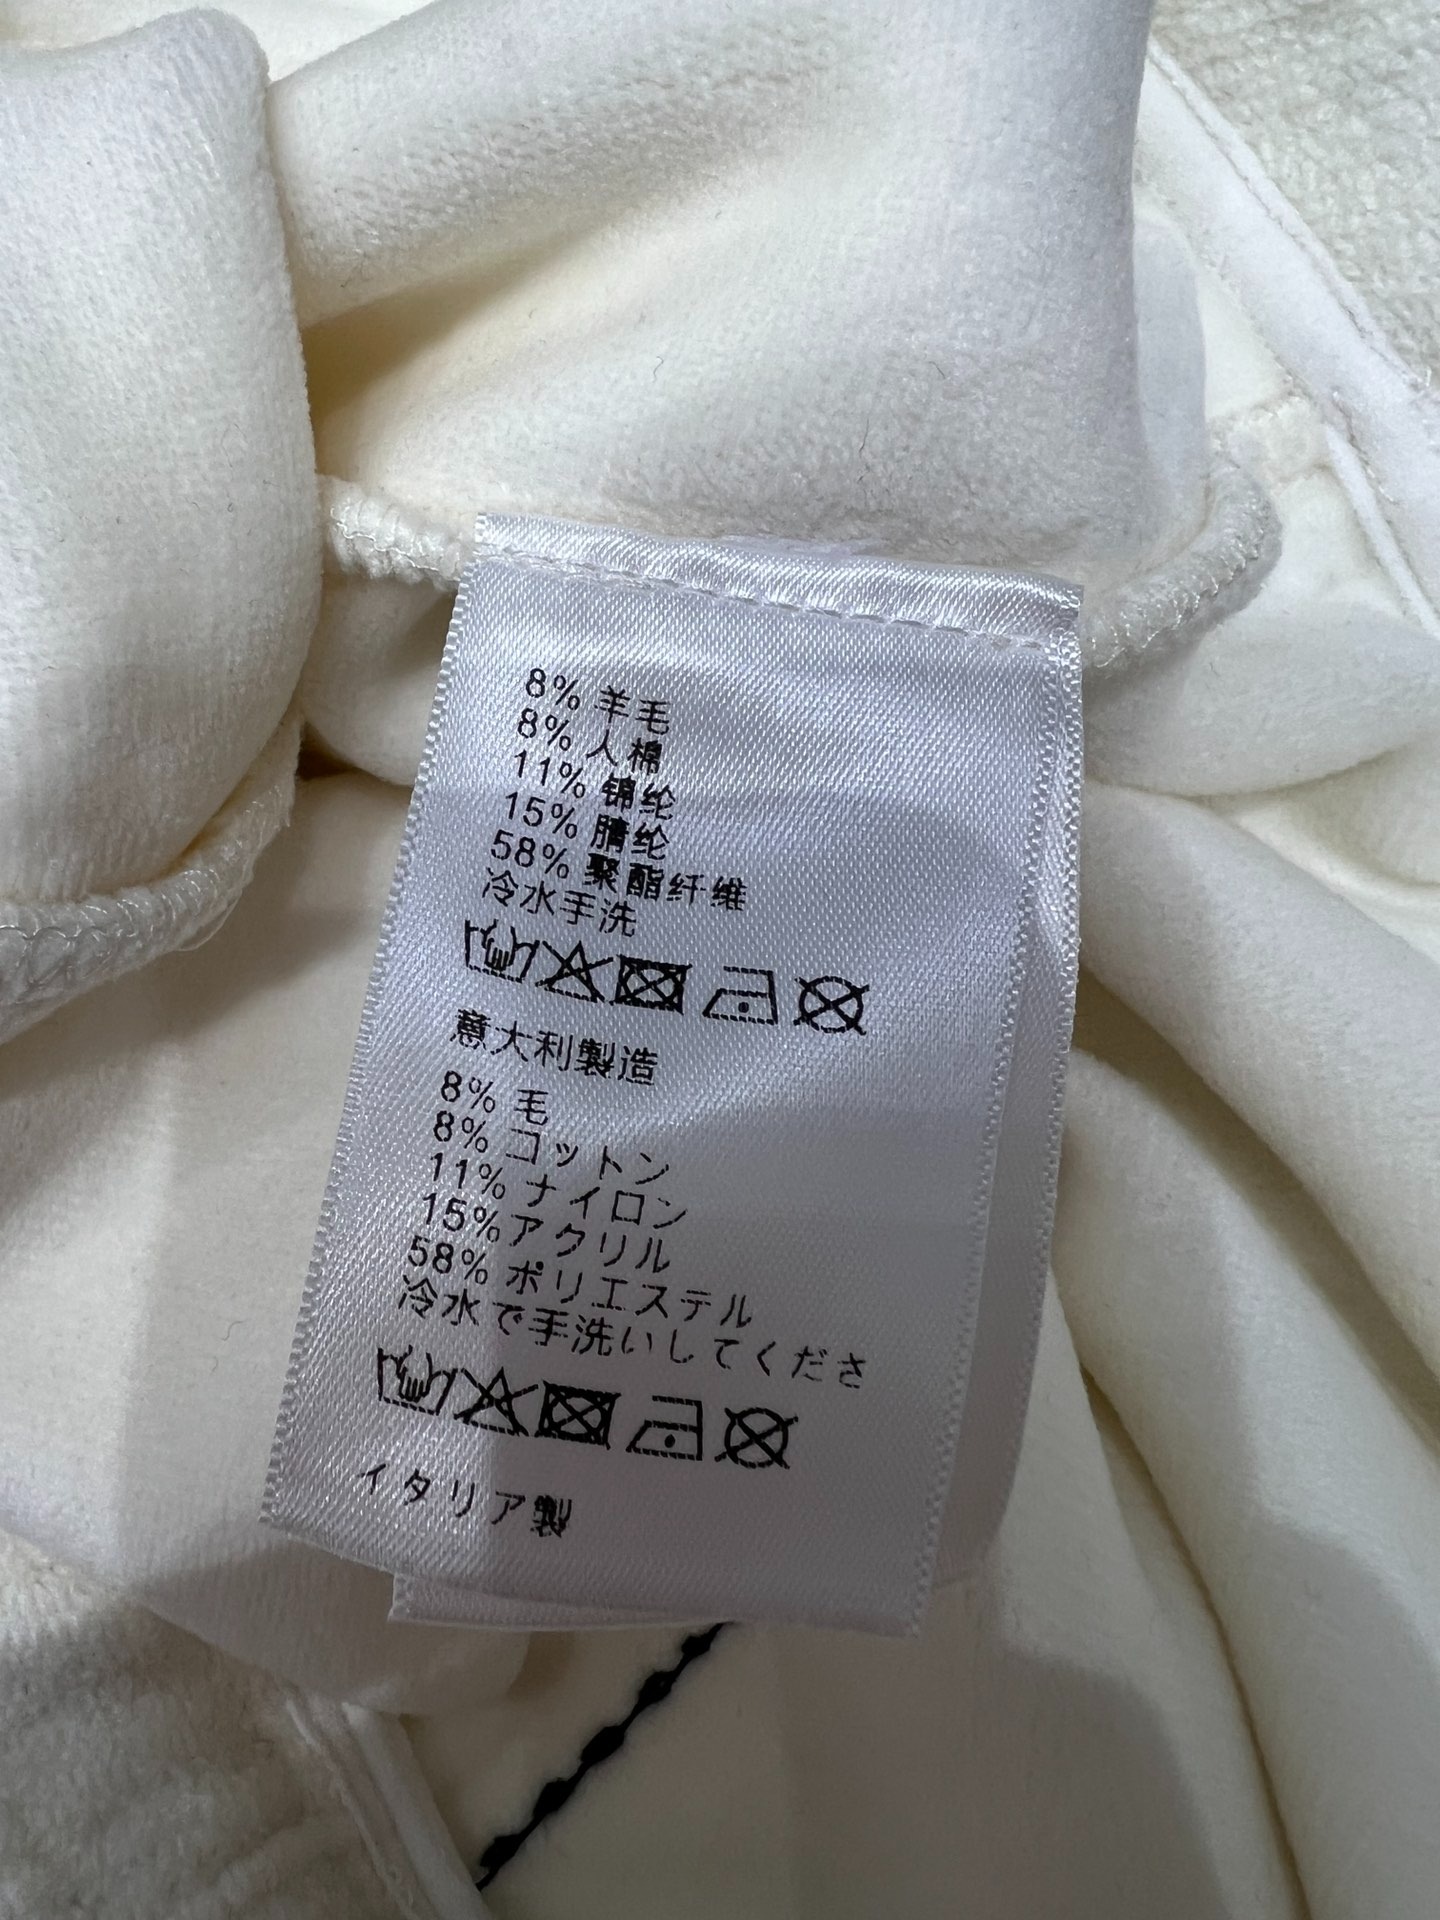 8% 羊毛
8% 人棉
11% 锦纶
15% 腈纶
58% 聚酯纤维
冷水手洗
意大利製造
8% 毛
8% コットン
11% ナイロン
15% アクリル
58% ポリエステル
冷水で手洗いしてくださ
イタリア製